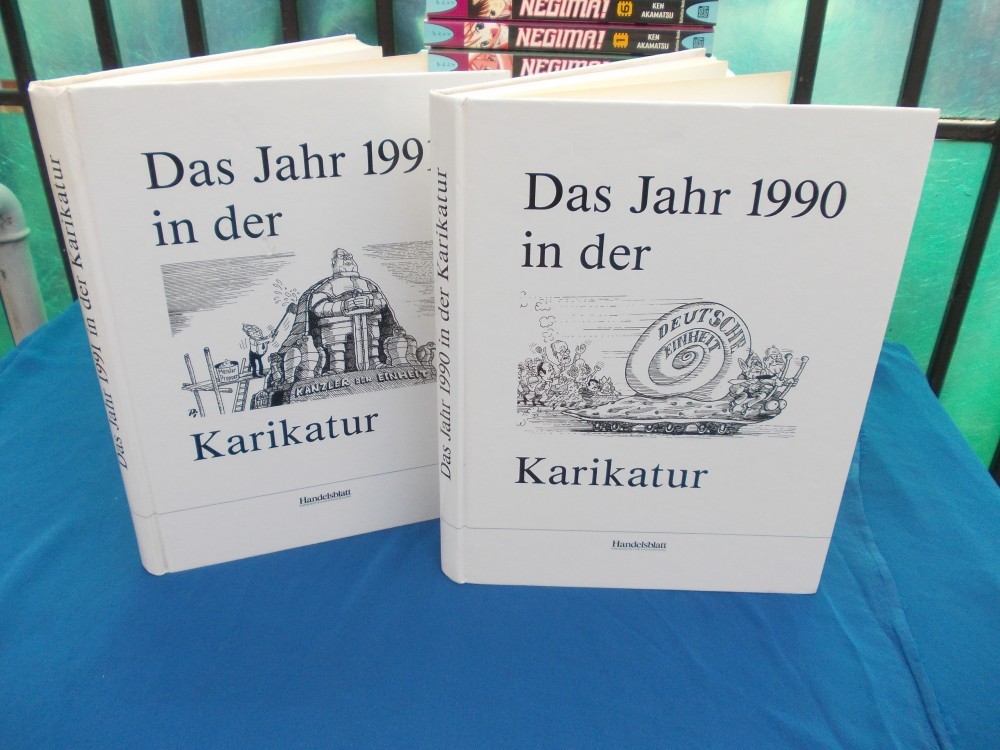 NEGIMA!
KEN
AKAMATSU
NEGIMA!
KEN
AKAMATSU
NEGIMA!
Das Jahr 1991 in der Karikatur
Das Jahr 1991
in der
KANZLER DER EINHEIT
Karikatur
Handelsblatt
Das Jahr 1990 in der Karikatur
Das Jahr 1990
in der
DEUTSCHE
EINHEIT
Karikatur
Handelsblatt